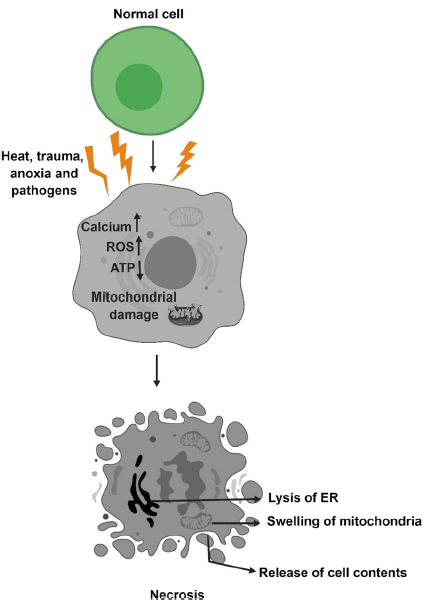 Normal cell
Heat, trauma,
anoxia and
pathogens
Calcium
ROS
ATP
Mitochondrial
damage
Lysis of ER
Swelling of mitochondria
Release of cell contents
Necrosis